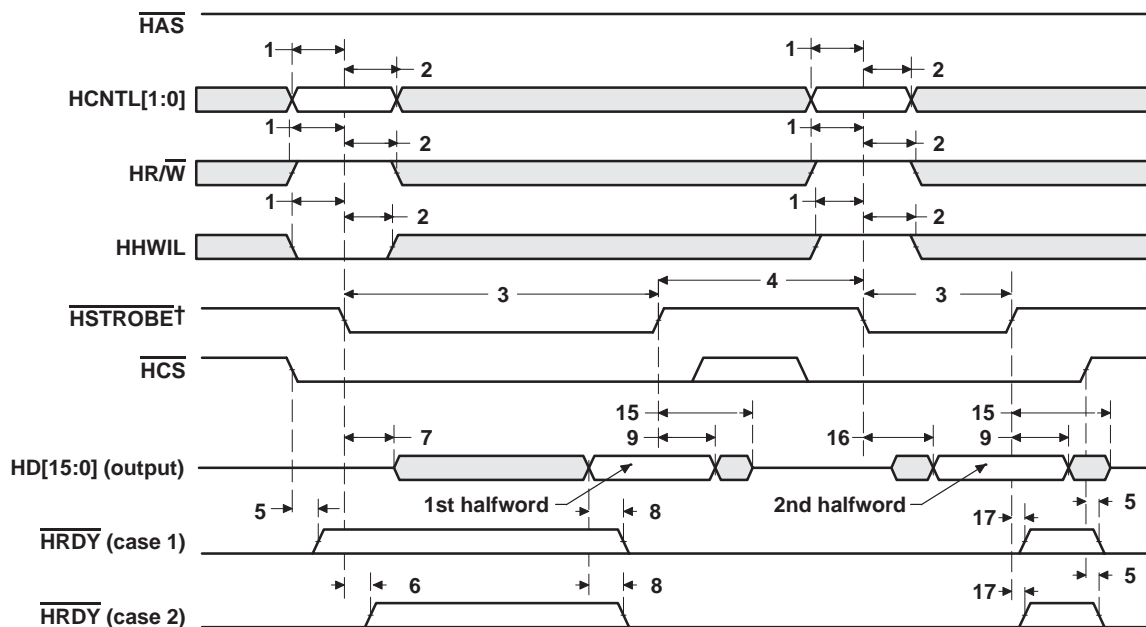 HAS
1 1
2 2
HCNTL[1:0]
1 1
2 2
HR/W
1 1
2 2
HHWIL
4
3 3
HSTROBE†
HCS
15 15
7 9 16 9
HD[15:0] (output)
1st halfword 2nd halfword
5 8 17 5
HRDY (case 1)
5
6 8 17
HRDY (case 2)